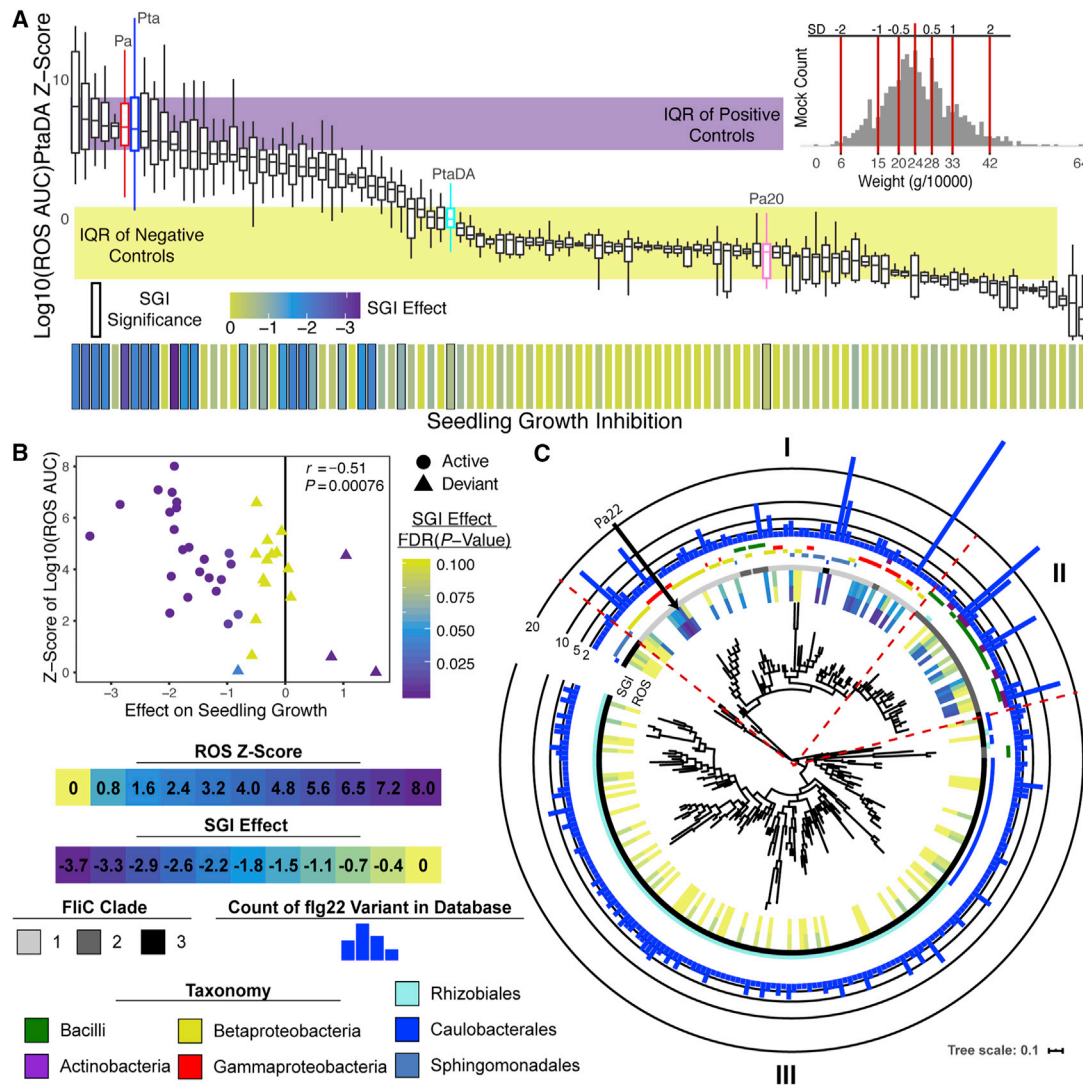 A
Log10(ROS AUC)PtaDA Z−Score
10
0
Pa
Pta
PtaDA
Pa20
IQR of Positive
Controls
IQR of Negative
Controls
SGI
Significance
SGI Effect
0 −1 −2 −3
Seedling Growth Inhibition
SD -2 -1 -0.5 0.5 1 2
Mock Count
0 6 15 20 24 28 33 42 64
Weight (g/10000)
B
Z−Score of Log10(ROS AUC)
8
6
4
2
0
−3 −2 −1 0 1
Effect on Seedling Growth
r = −0.51
P = 0.00076
Active
Deviant
SGI Effect
FDR(P−Value)
0.100
0.075
0.050
0.025
ROS Z-Score
0 0.8 1.6 2.4 3.2 4.0 4.8 5.6 6.5 7.2 8.0
SGI Effect
-3.7 -3.3 -2.9 -2.6 -2.2 -1.8 -1.5 -1.1 -0.7 -0.4 0
FliC Clade
1 2 3
Count of flg22 Variant in Database
Taxonomy
Bacilli
Actinobacteria
Betaproteobacteria
Gammaproteobacteria
Rhizobiales
Caulobacterales
Sphingomonadales
C
I
II
III
Pa22
20 10 5 2
SGI
ROS
Tree scale: 0.1